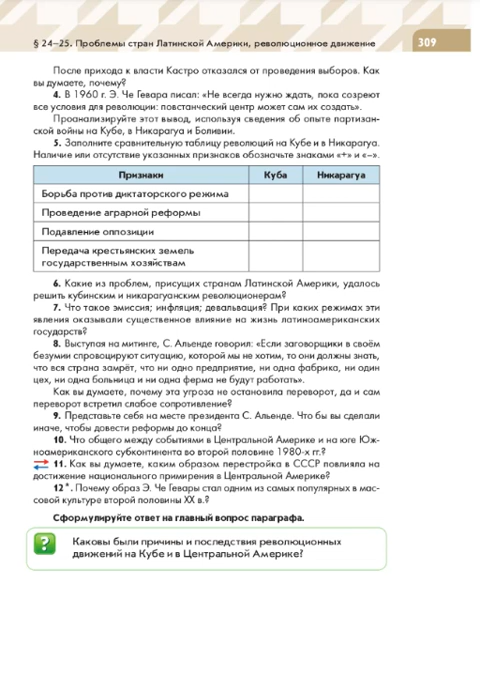 § 24–25. Проблемы стран Латинской Америки, революционное движение 309
После прихода к власти Кастро отказался от проведения выборов. Как
вы думаете, почему?
4. В 1960 г. Э. Че Гевара писал: «Не всегда нужно ждать, пока созреют
все условия для революции: повстанческий центр может сам их создать».
Проанализируйте этот вывод, используя сведения об опыте партизан-
ской войны на Кубе, в Никарагуа и Боливии.
5. Заполните сравнительную таблицу революций на Кубе и в Никарагуа.
Наличие или отсутствие указанных признаков обозначьте знаками «+» и «–».
Признаки Куба Никарагуа
Борьба против диктаторского режима
Проведение аграрной реформы
Подавление оппозиции
Передача крестьянских земель
государственным хозяйствам
6. Какие из проблем, присущих странам Латинской Америки, удалось
решить кубинским и никарагуанским революционерам?
7. Что такое эмиссия; инфляция; девальвация? При каких режимах эти
явления оказывали существенное влияние на жизнь латиноамериканских
государств?
8. Выступая на митинге, С. Альенде говорил: «Если заговорщики в своём
безумии спровоцируют ситуацию, которой мы не хотим, то они должны знать,
что вся страна замрёт, что ни одно предприятие, ни одна фабрика, ни один
цех, ни одна больница и ни одна ферма не будут работать».
Как вы думаете, почему эта угроза не остановила переворот, да и сам
переворот встретил слабое сопротивление?
9. Представьте себя на месте президента С. Альенде. Что бы вы сделали
иначе, чтобы довести реформы до конца?
10. Что общего между событиями в Центральной Америке и на юге Юж-
ноамериканского субконтинента во второй половине 1980-х гг.?
11. Как вы думаете, каким образом перестройка в СССР повлияла на
достижение национального примирения в Центральной Америке?
12*. Почему образ Э. Че Гевары стал одним из самых популярных в мас-
совой культуре второй половины XX в.?
Сформулируйте ответ на главный вопрос параграфа.
? Каковы были причины и последствия революционных
движений на Кубе и в Центральной Америке?